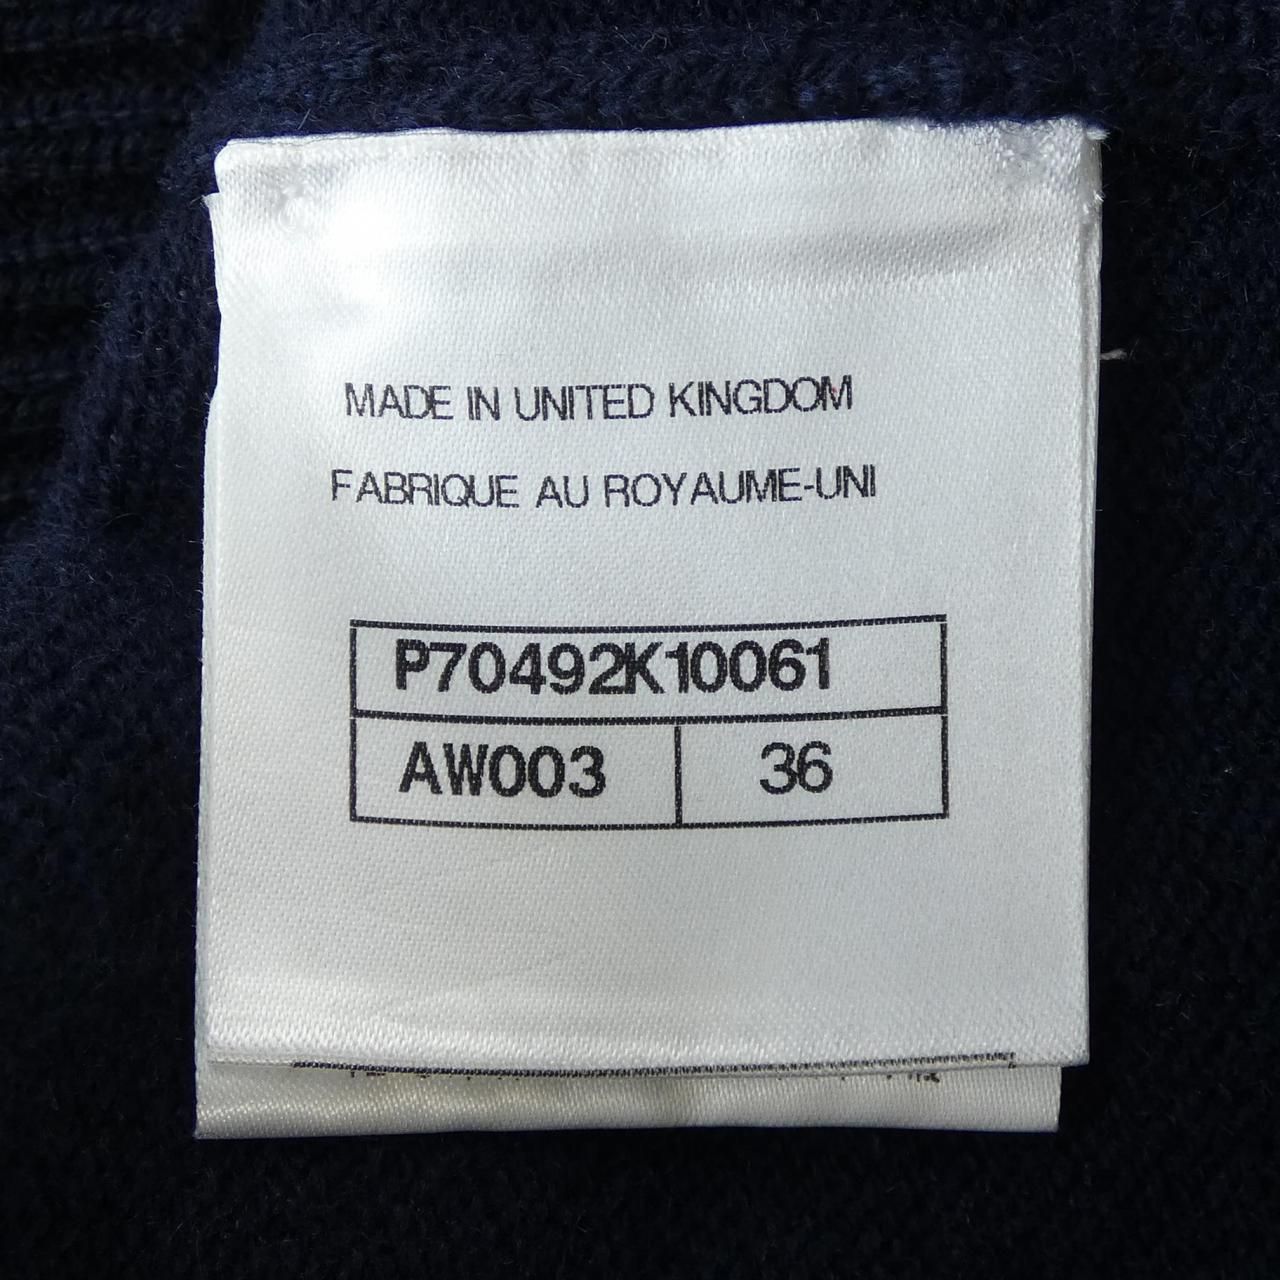 MADE IN UNITED KINGDOM
FABRIQUE AU ROYAUME-UNI
P70492K10061
AW003 36